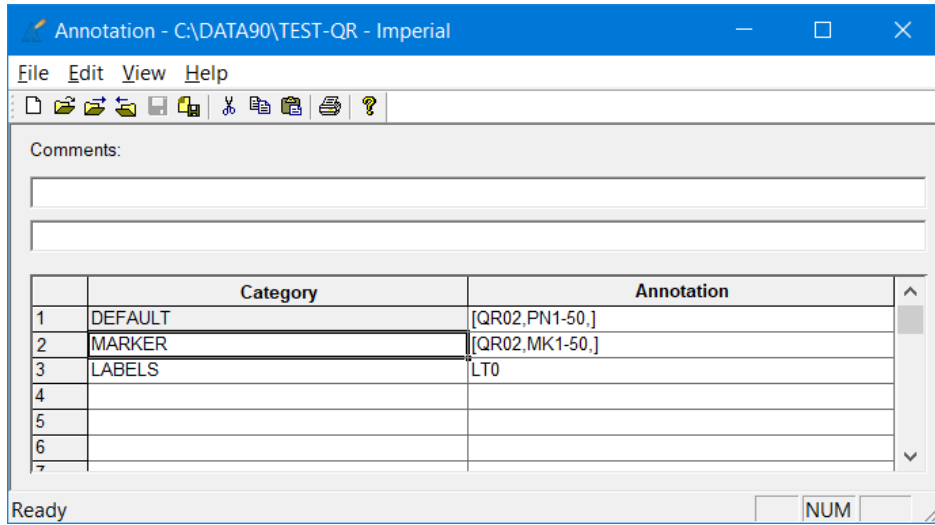 Annotation - C:\DATA90\TEST-QR - Imperial
File Edit View Help
Comments:
Category Annotation
1 DEFAULT [QR02,PN1-50,]
2 MARKER [QR02,MK1-50,]
3 LABELS LT0
4
5
6
7
Ready NUM